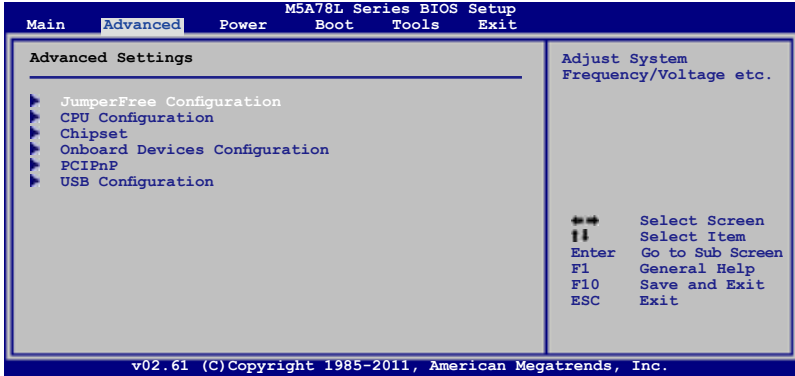 M5A78L Series BIOS Setup
Main Advanced Power Boot Tools Exit
Advanced Settings
JumperFree Configuration
CPU Configuration
Chipset
Onboard Devices Configuration
PCIPnP
USB Configuration
Adjust System
Frequency/Voltage etc.
Select Screen
Select Item
Enter Go to Sub Screen
F1 General Help
F10 Save and Exit
ESC Exit
v02.61 (C)Copyright 1985-2011, American Megatrends, Inc.